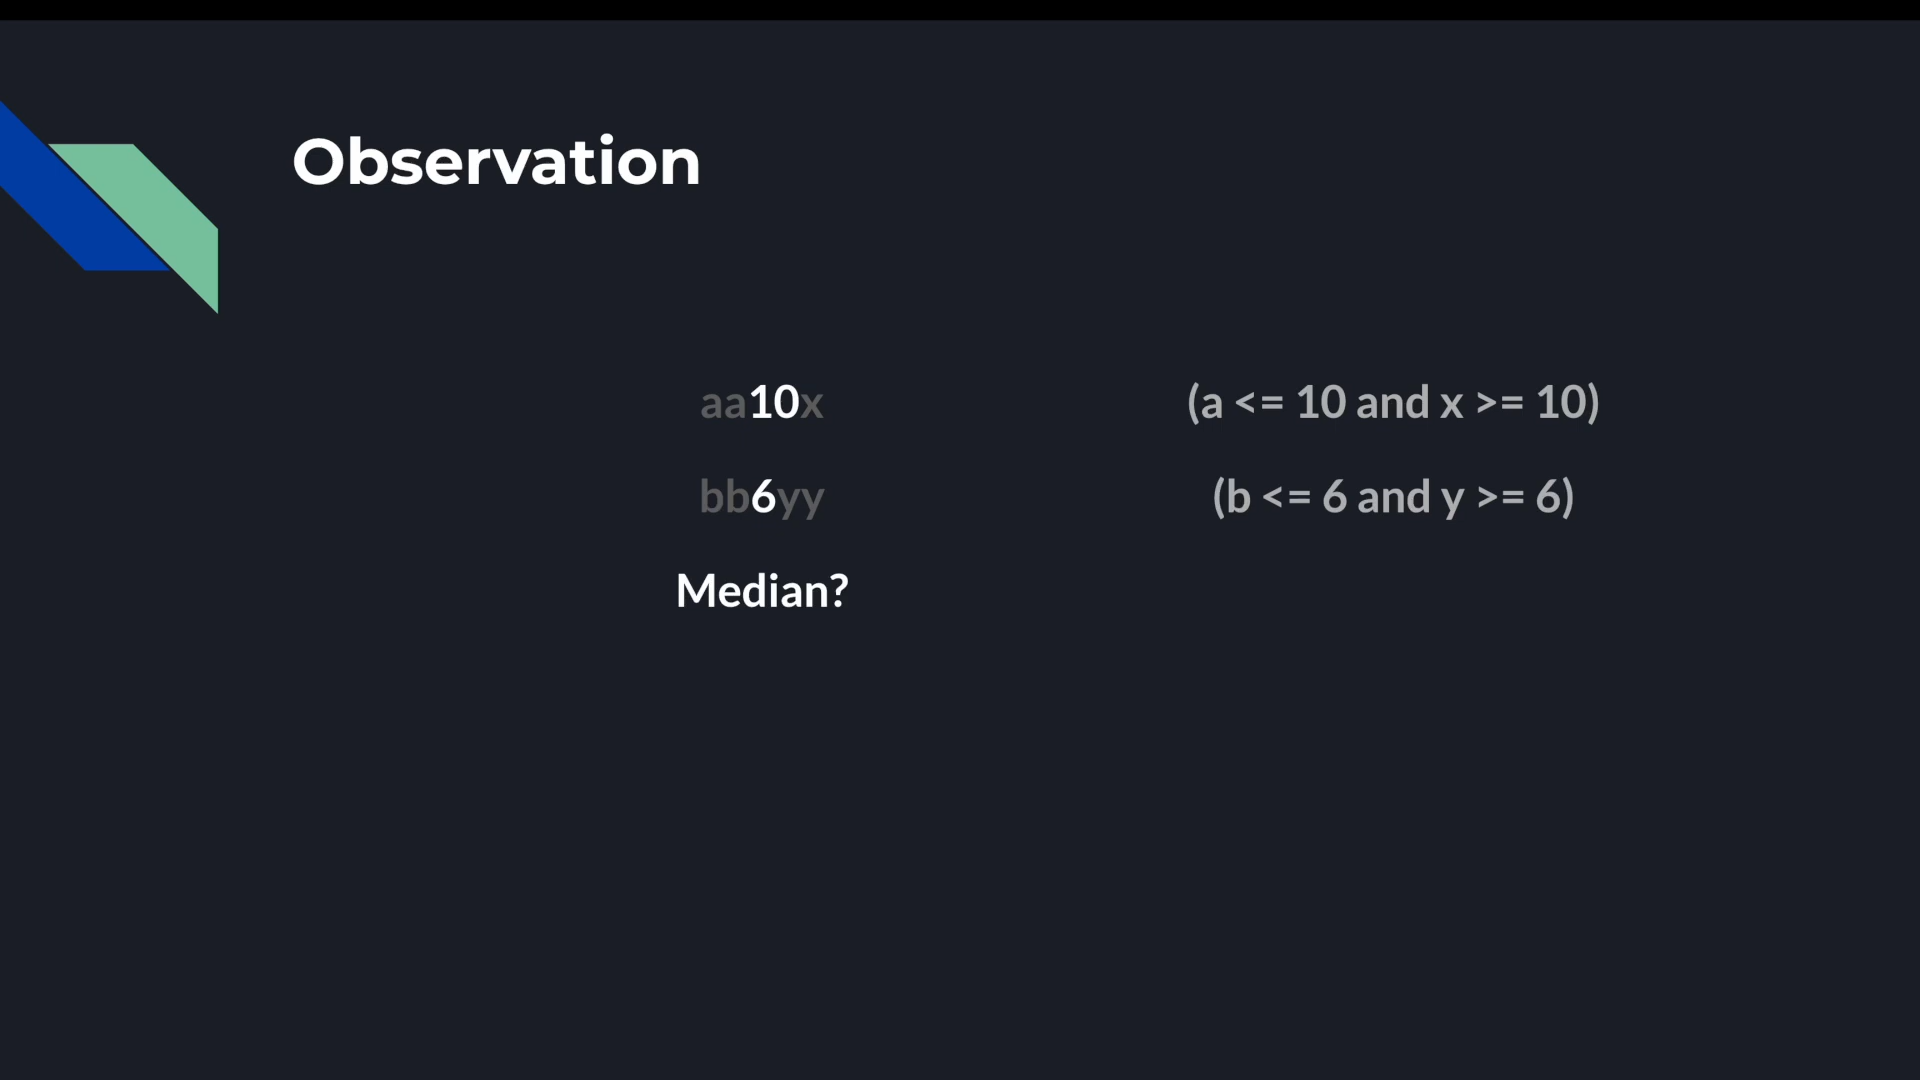 Observation
aa10x (a <= 10 and x >= 10)
bb6yy (b <= 6 and y >= 6)
Median?